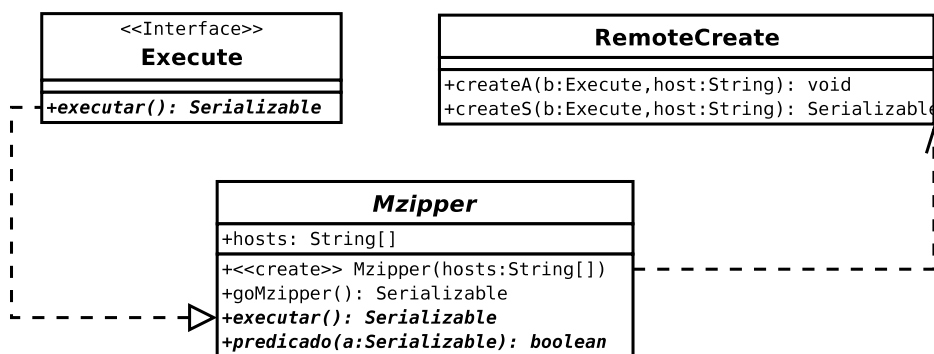 <<Interface>>
Execute
+executar(): Serializable
RemoteCreate
+createA(b:Execute,host:String): void
+createS(b:Execute,host:String): Serializable
Mzipper
+hosts: String[]
+<<create>> Mzipper(hosts:String[])
+goMzipper(): Serializable
+executar(): Serializable
+predicado(a:Serializable): boolean